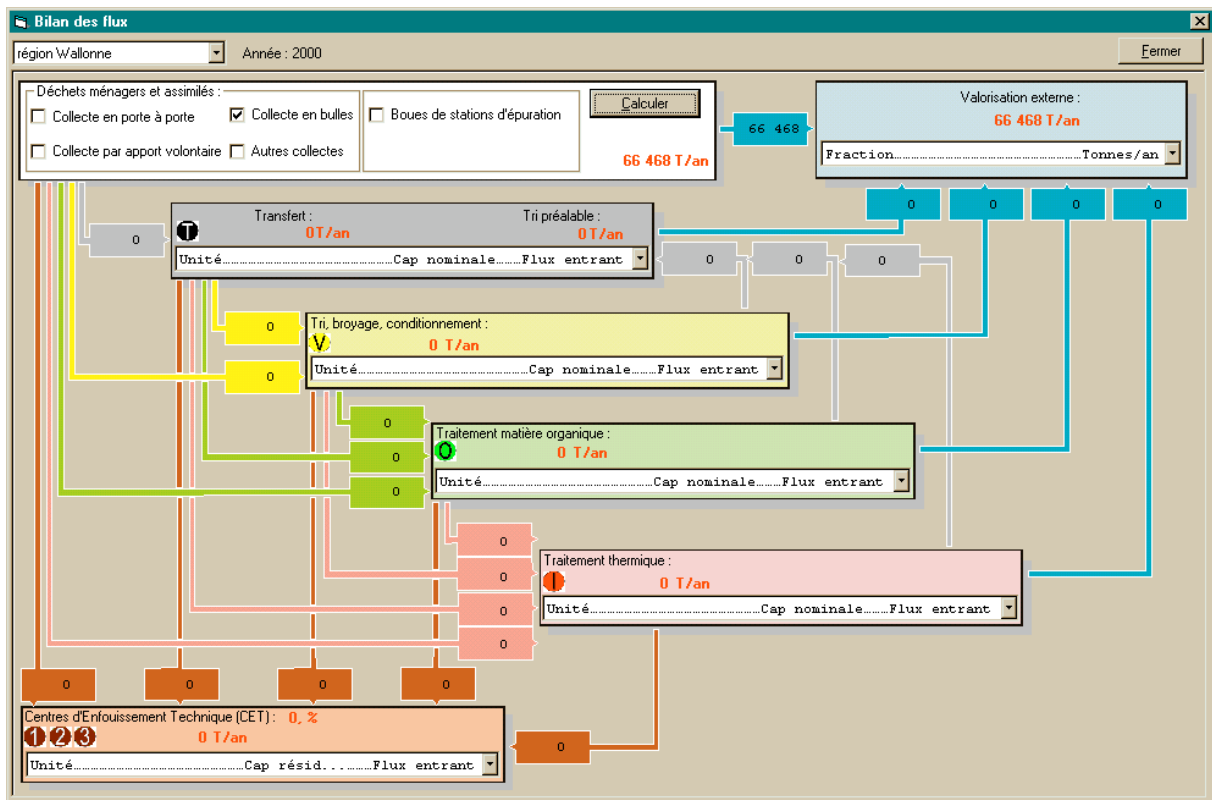 Bilan des flux
région Wallonne
Année : 2000
Fermer
Déchets ménagers et assimilés :
Collecte en porte à porte
Collecte en bulles
Collecte par apport volontaire
Autres collectes
Boues de stations d'épuration
Calculer
66 468 T/an
66 468
Valorisation externe :
66 468 T/an
Fraction.....Tonnes/an
0 0 0 0
0
T
Transfert :
0T/an
Tri préalable :
0T/an
Unité.....Cap nominale.....Flux entrant
0 0 0
0
Tri, broyage, conditionnement :
V
0 T/an
0
Unité.....Cap nominale.....Flux entrant
0
Traitement matière organique :
O
0 T/an
0
0
Unité.....Cap nominale.....Flux entrant
0
Traitement thermique :
I
0 T/an
0
0
Unité.....Cap nominale.....Flux entrant
0
0 0 0 0
Centres d'Enfouissement Technique (CET) : 0, %
1 2 3
0 T/an
Unité.....Cap résid........Flux entrant
0